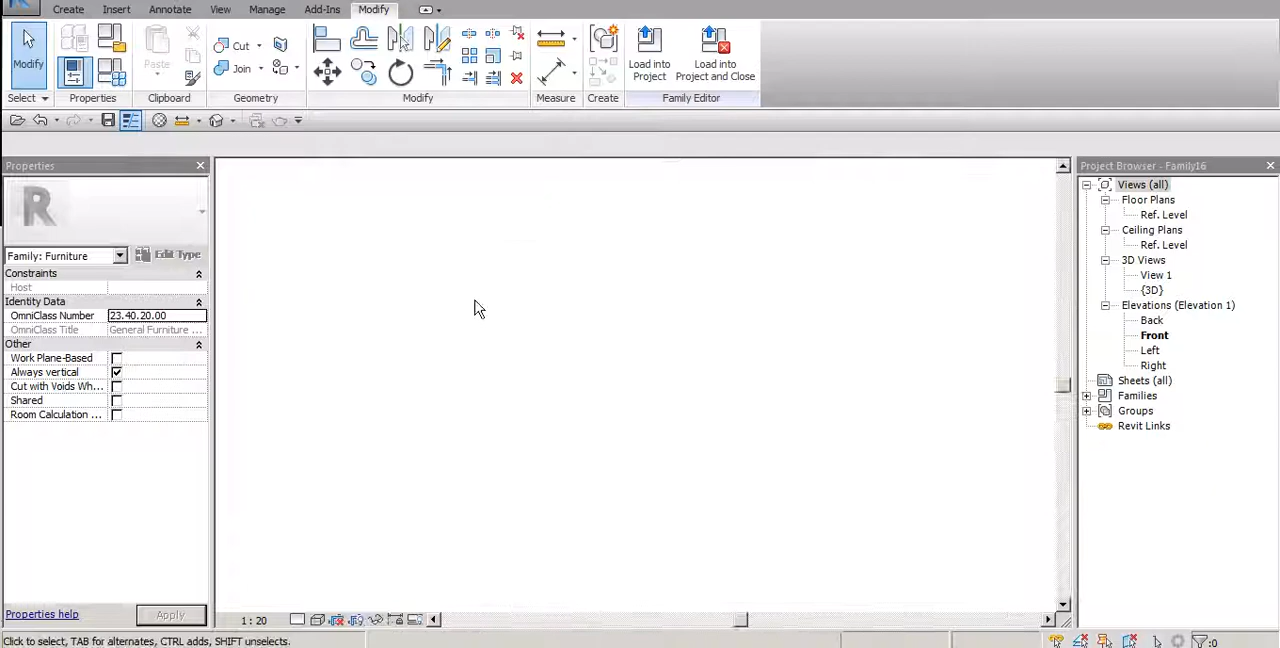 Create Insert Annotate View Manage Add-Ins Modify
Modify
Paste
Cut
Join
Load into
Project
Load into
Project and Close
Select Properties Clipboard Geometry Modify Measure Create Family Editor
Properties
R
Family: Furniture
Edit Type
Constraints
Host
Identity Data
OmniClass Number 23.40.20.00
OmniClass Title General Furniture ...
Other
Work Plane-Based
Always vertical
Cut with Voids Wh...
Shared
Room Calculation ...
Properties help
Apply
1 : 20
Project Browser - Family16
Views (all)
Floor Plans
Ref. Level
Ceiling Plans
Ref. Level
3D Views
View 1
{3D}
Elevations (Elevation 1)
Back
Front
Left
Right
Sheets (all)
Families
Groups
Revit Links
Click to select, TAB for alternates, CTRL adds, SHIFT unselects.
:0